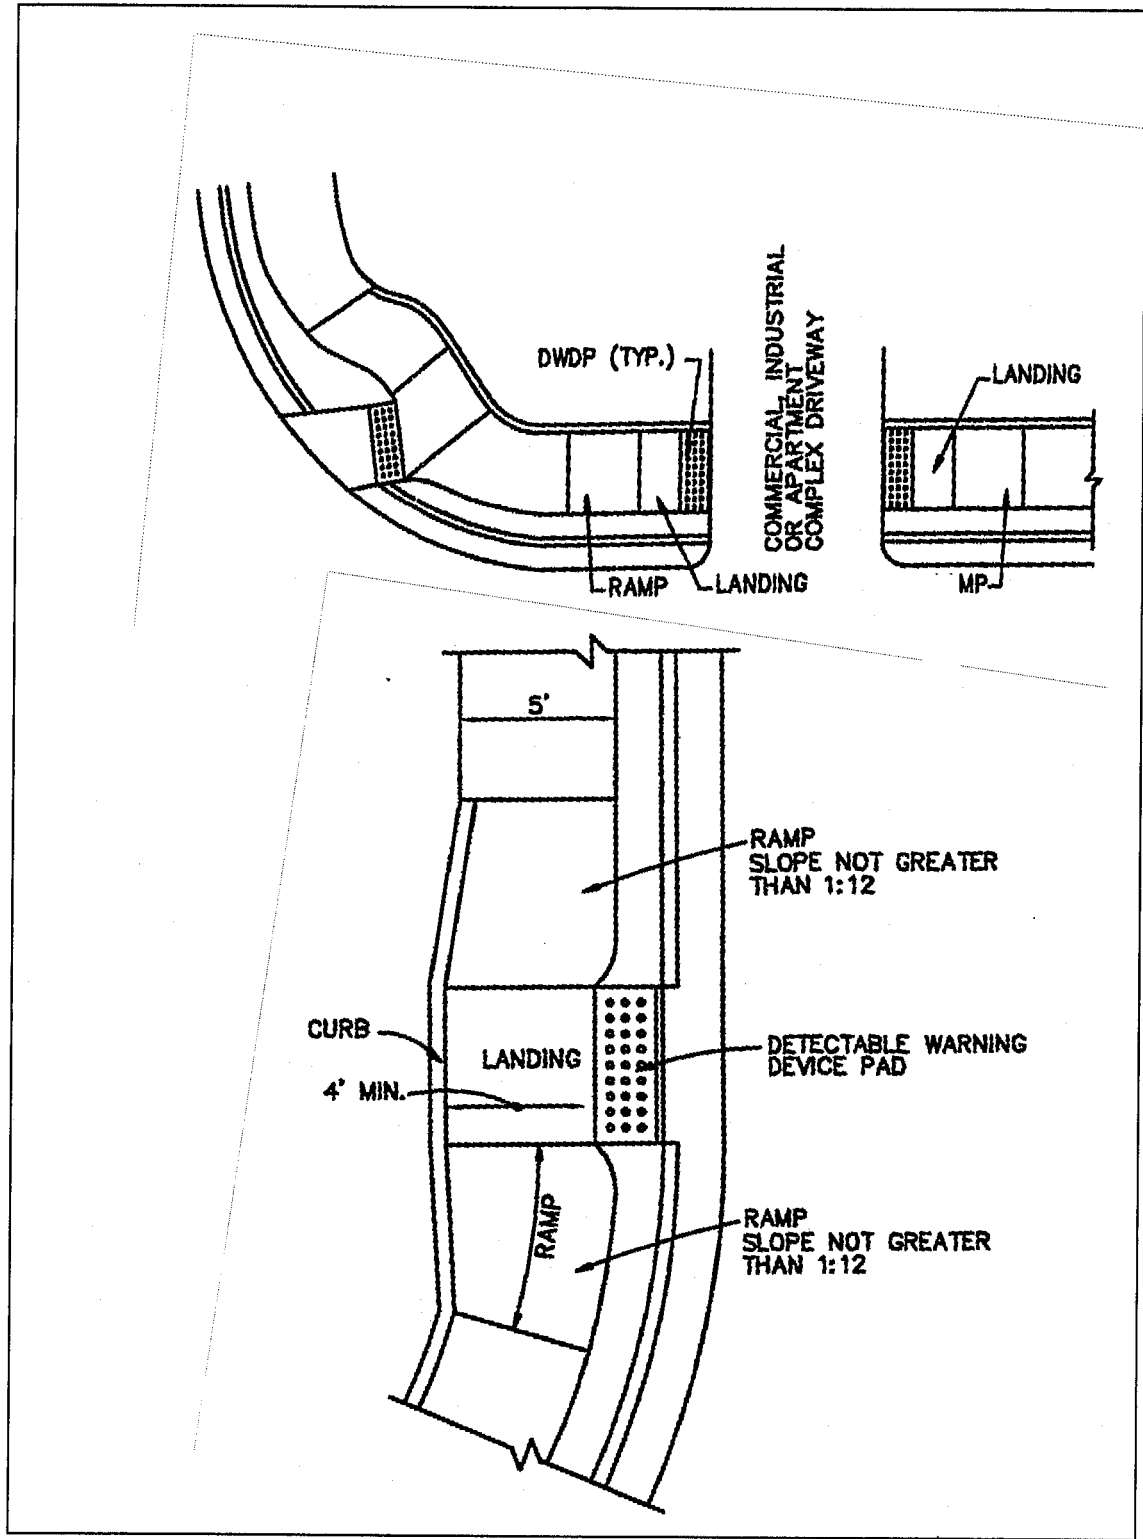 COMMERCIAL, INDUSTRIAL
OR APARTMENT
COMPLEX DRIVEWAY
DWDP (TYP.)
LANDING
RAMP
LANDING
MP
5'
RAMP
SLOPE NOT GREATER
THAN 1:12
CURB
LANDING
4' MIN.
DETECTABLE WARNING
DEVICE PAD
RAMP
RAMP
SLOPE NOT GREATER
THAN 1:12